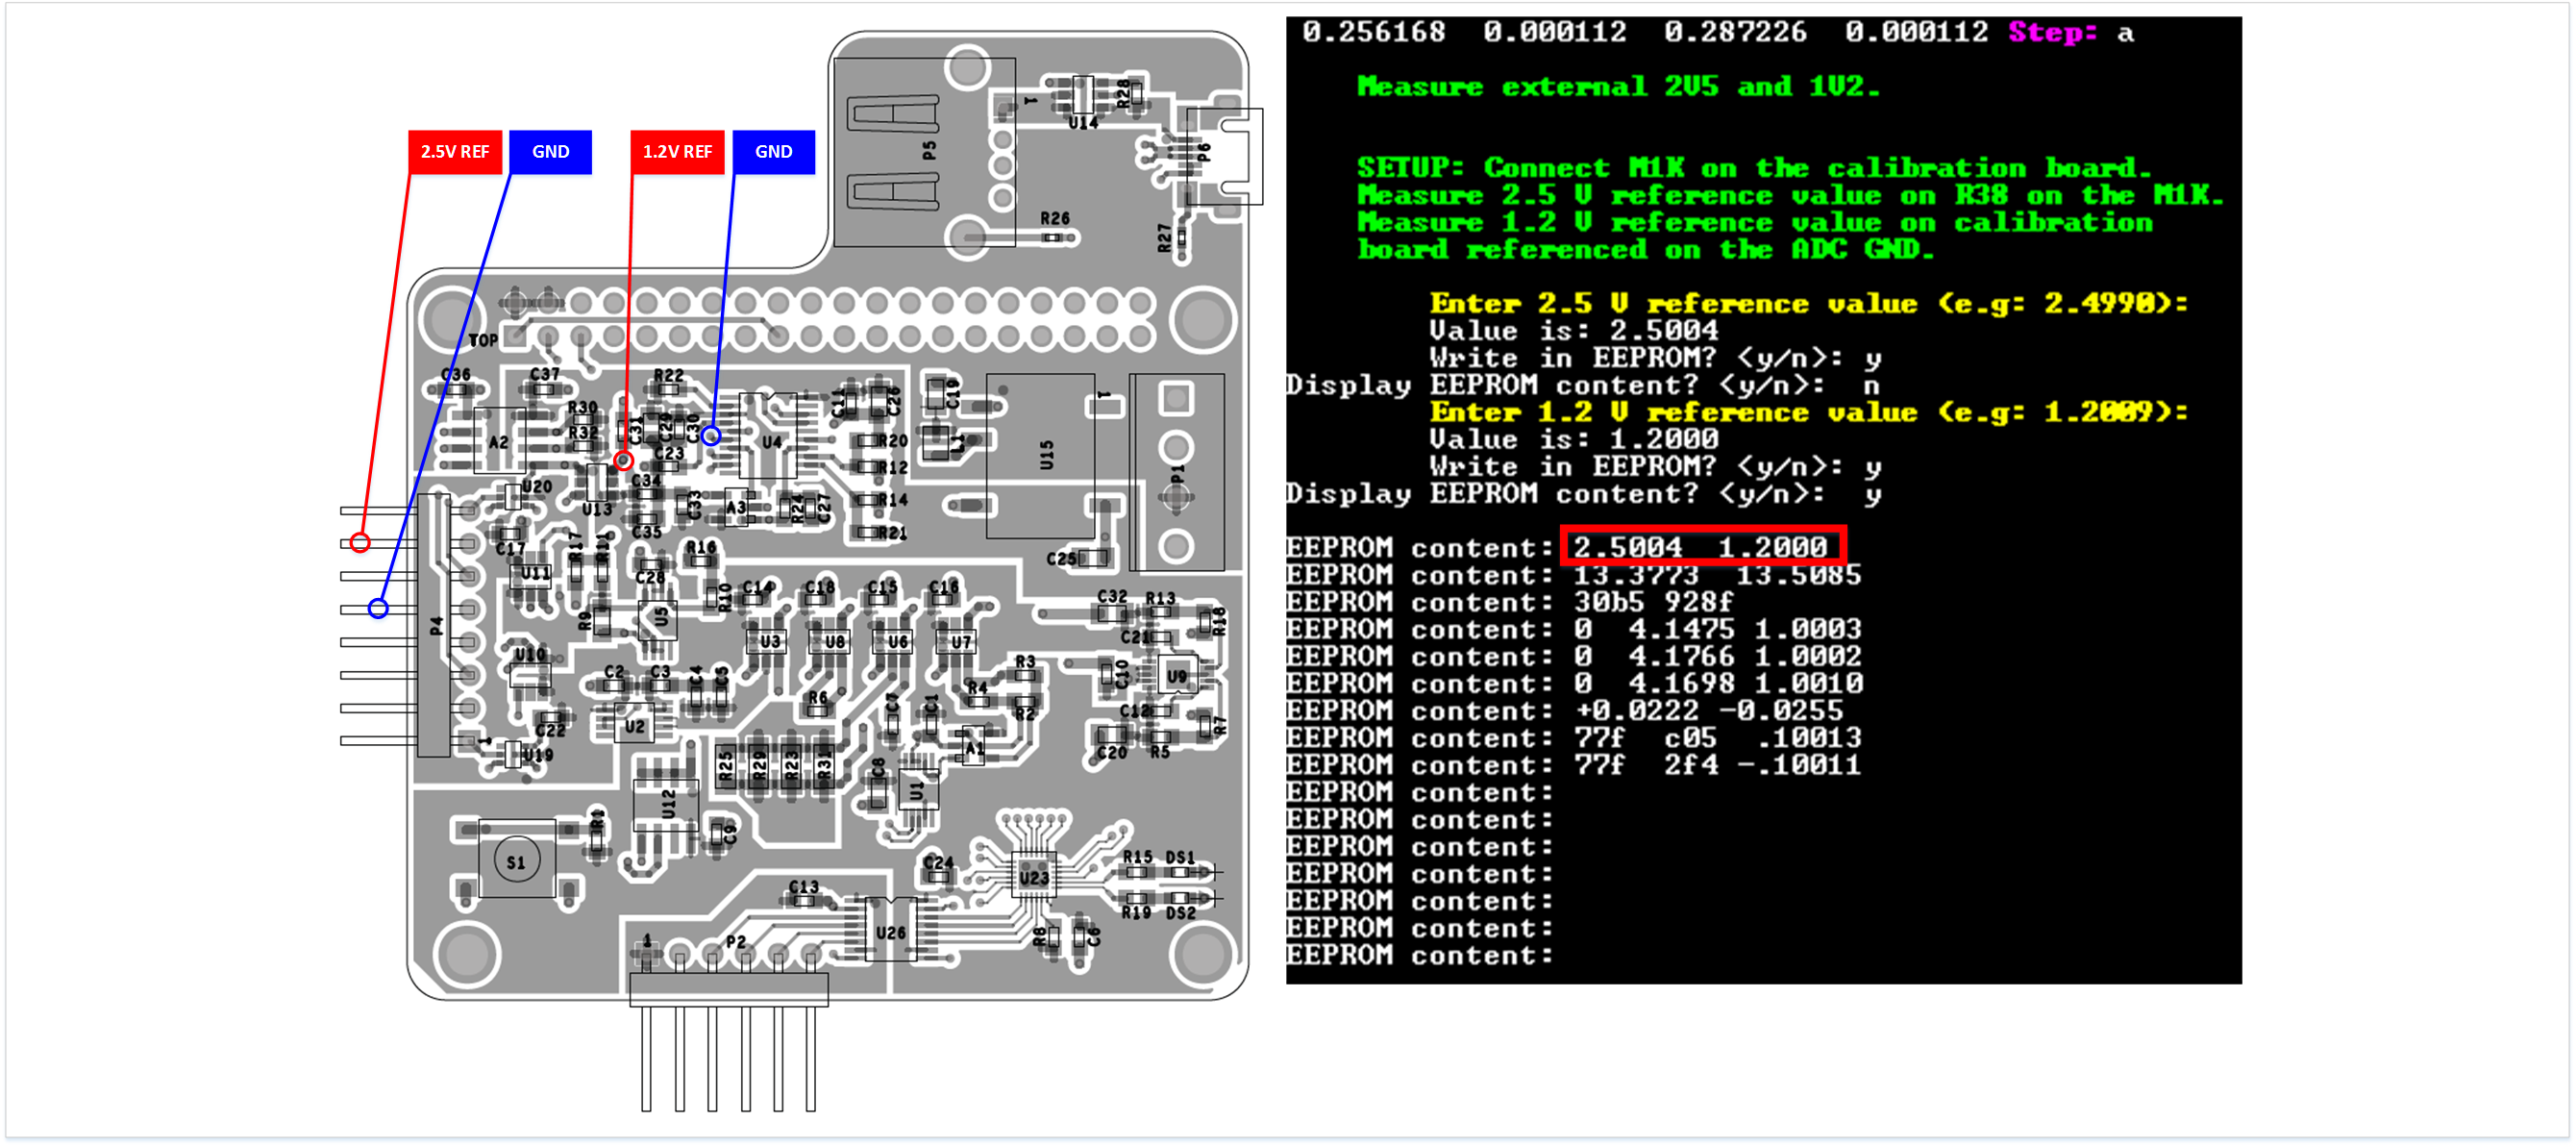 2.5V REF
GND
1.2V REF
GND
1
R28
U14
P5
P6
R26
R27
TOP
C36
C37
R22
R30
R32
A2
C31
C29
C30
C23
U4
C11
C26
C19
1
R20
R12
L1
U15
P1
U20
U13
C34
C33
A3
R24
C27
R14
R21
C35
C17
R17
R11
R16
C25
U11
C28
R10
C14
C18
C15
C16
C32
R13
R18
P4
R9
U5
U3
U8
U6
U7
C21
U10
C2
C3
C4
C5
R3
C10
U9
R6
R4
C7
C1
R2
C12
R7
C22
U2
1
U19
A1
C20
R5
R25
R29
R23
R31
C8
U1
U12
R1
C9
S1
C24
U23
R15
DS1
C13
R19
DS2
U26
R8
C6
1
P2
0.256168 0.000112 0.287226 0.000112 Step: a
Measure external 2V5 and 1V2.
SETUP: Connect M1K on the calibration board.
Measure 2.5 V reference value on R38 on the M1K.
Measure 1.2 V reference value on calibration
board referenced on the ADC GND.
Enter 2.5 V reference value (e.g: 2.4990):
Value is: 2.5004
Write in EEPROM? <y/n>: y
Display EEPROM content? <y/n>: n
Enter 1.2 V reference value (e.g: 1.2009):
Value is: 1.2000
Write in EEPROM? <y/n>: y
Display EEPROM content? <y/n>: y
EEPROM content: 2.5004 1.2000
EEPROM content: 13.3773 13.5085
EEPROM content: 30b5 928f
EEPROM content: 0 4.1475 1.0003
EEPROM content: 0 4.1766 1.0002
EEPROM content: 0 4.1698 1.0010
EEPROM content: +0.0222 -0.0255
EEPROM content: 77f c05 .10013
EEPROM content: 77f 2f4 -.10011
EEPROM content:
EEPROM content:
EEPROM content:
EEPROM content:
EEPROM content:
EEPROM content:
EEPROM content: